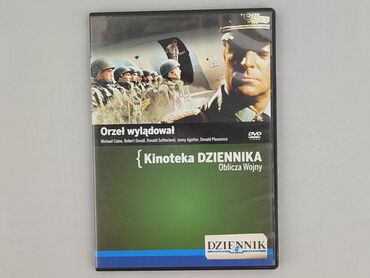 Orzeł wylądował
Michael Caine, Robert Duvall, Donald Sutherland, Jenny Agutter, Donald Pleasence
DVD
{ Kinoteka DZIENNIKA
Oblicza Wojny
DZIENNIK